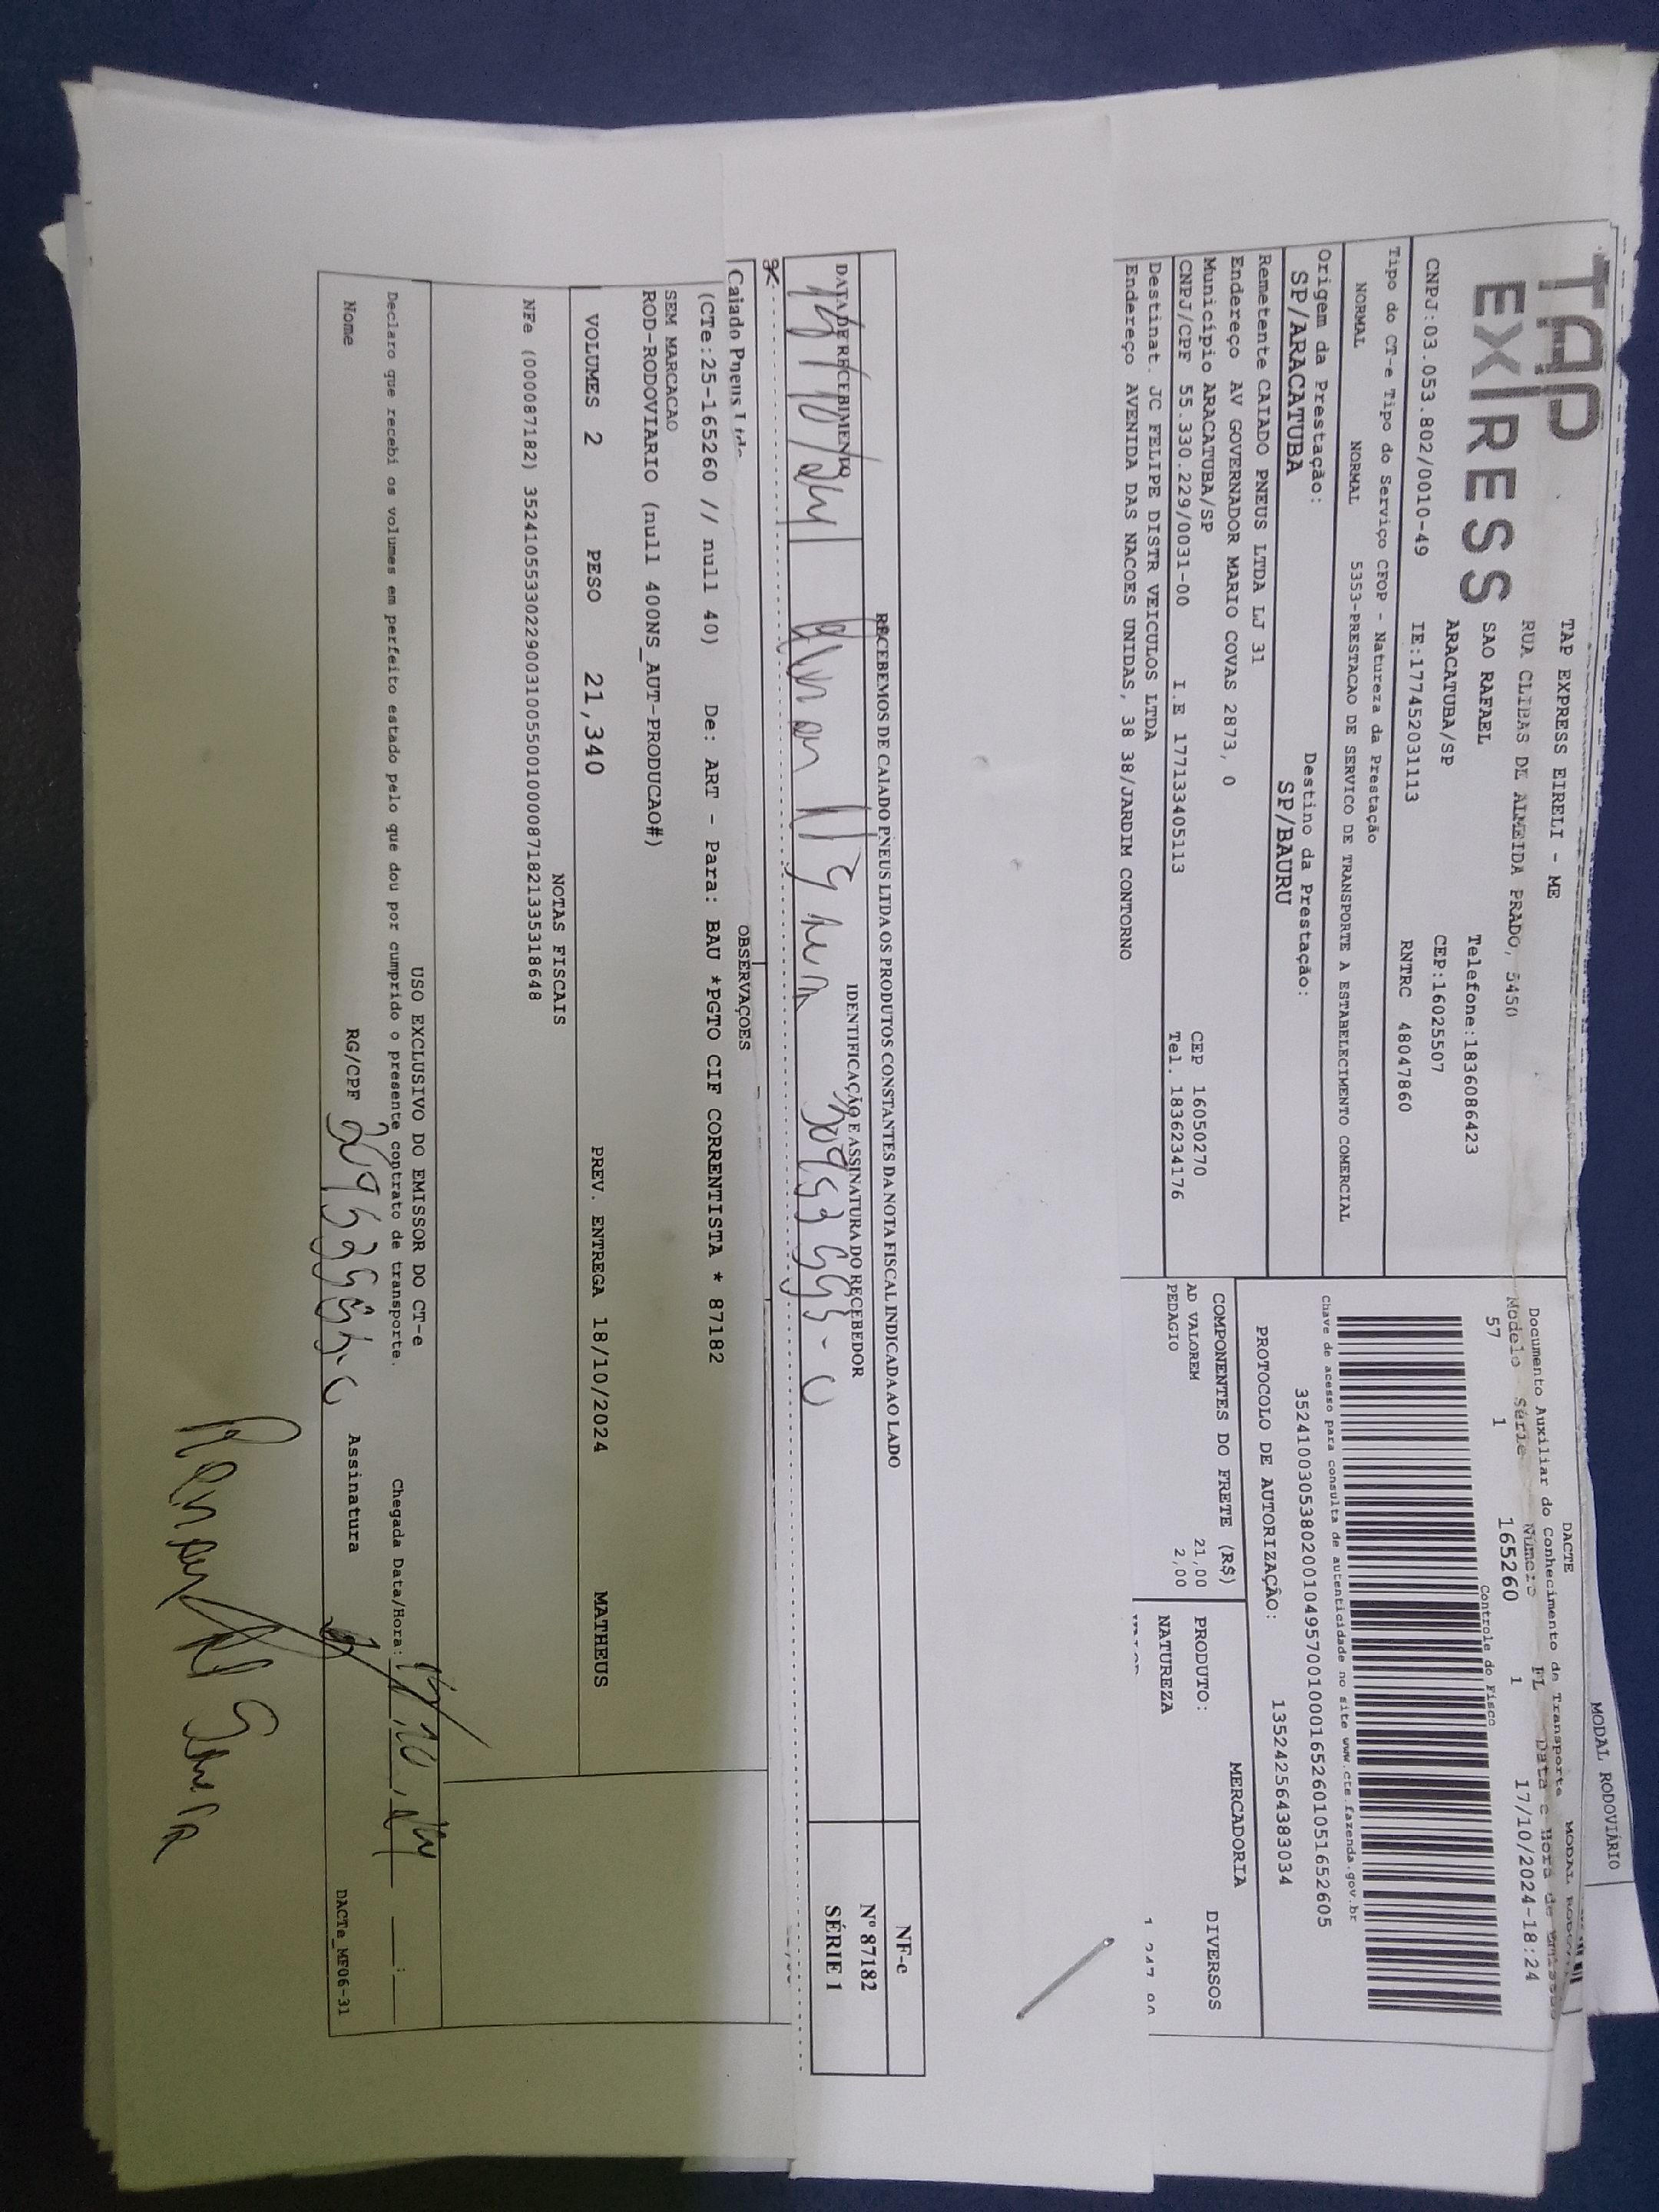 MODAL RODOVIÁRIO
TAP
EXPRESS
TAP EXPRESS EIRELI - ME
RUA CLIBAS DE ALMEIDA PRADO, 5450
SAO RAFAEL Telefone:1836086423
ARACATUBA/SP CEP:16025507
CNPJ:03.053.802/0010-49 IE:177452031113 RNTRC 48047860
DACTE
Documento Auxiliar do Conhecimento de Transporte
Modelo Série Número FL Data e Hora de
57 1 165260 1 17/10/2024-18:24
Controle do Fisco
Tipo do CT-e Tipo do Serviço CFOP - Natureza da Prestação
NORMAL NORMAL 5353-PRESTACAO DE SERVICO DE TRANSPORTE A ESTABELECIMENTO COMERCIAL
Chave de acesso para consulta de autenticidade no site www.cte.fazenda.gov.br
35241003053802001049570010001652601051652605
Origem da Prestação: Destino da Prestação:
SP/ARACATUBA SP/BAURU
PROTOCOLO DE AUTORIZAÇÃO: 135242564383034
Remetente CAIADO PNEUS LTDA LJ 31
Endereço AV GOVERNADOR MARIO COVAS 2873, 0
Município ARACATUBA/SP CEP 16050270
CNPJ/CPF 55.330.229/0031-00 I.E 177133405113 Tel. 1836234176
Destinat. JC FELIPE DISTR VEICULOS LTDA
Endereço AVENIDA DAS NACOES UNIDAS, 38 38/JARDIM CONTORNO
COMPONENTES DO FRETE (R$)
AD VALOREM 21,00
PEDAGIO 2,00
MERCADORIA
PRODUTO: DIVERSOS
NATUREZA
RECEBEMOS DE CAIADO PNEUS LTDA OS PRODUTOS CONSTANTES DA NOTA FISCAL INDICADA AO LADO
NF-e
Nº 87182
SÉRIE 1
DATA DE RECEBIMENTO IDENTIFICAÇÃO E ASSINATURA DO RECEBEDOR
Caiado Pneus Ltda
OBSERVAÇOES
(CTe:25-165260 // null 40) De: ART - Para: BAU *PGTO CIF CORRENTISTA * 87182
SEM MARCACAO
ROD-RODOVIARIO (null 400NS_AUT-PRODUCAO#)
VOLUMES 2 PESO 21,340 PREV. ENTREGA 18/10/2024 MATHEUS
NOTAS FISCAIS
NFe (000087182) 35241055330229003100550010000871821335318648
USO EXCLUSIVO DO EMISSOR DO CT-e
Declaro que recebi os volumes em perfeito estado pelo que dou por cumprido o presente contrato de transporte. Chegada Data/Hora:
Nome RG/CPF Assinatura
DACTe_MF06-31